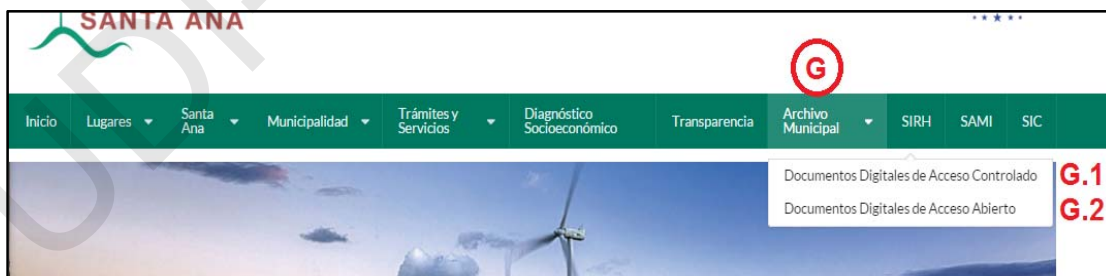 SANTA ANA
G
Inicio Lugares Santa Ana Municipalidad Trámites y Servicios Diagnóstico Socioeconómico Transparencia Archivo Municipal SIRH SAMI SIC
Documentos Digitales de Acceso Controlado G.1
Documentos Digitales de Acceso Abierto G.2